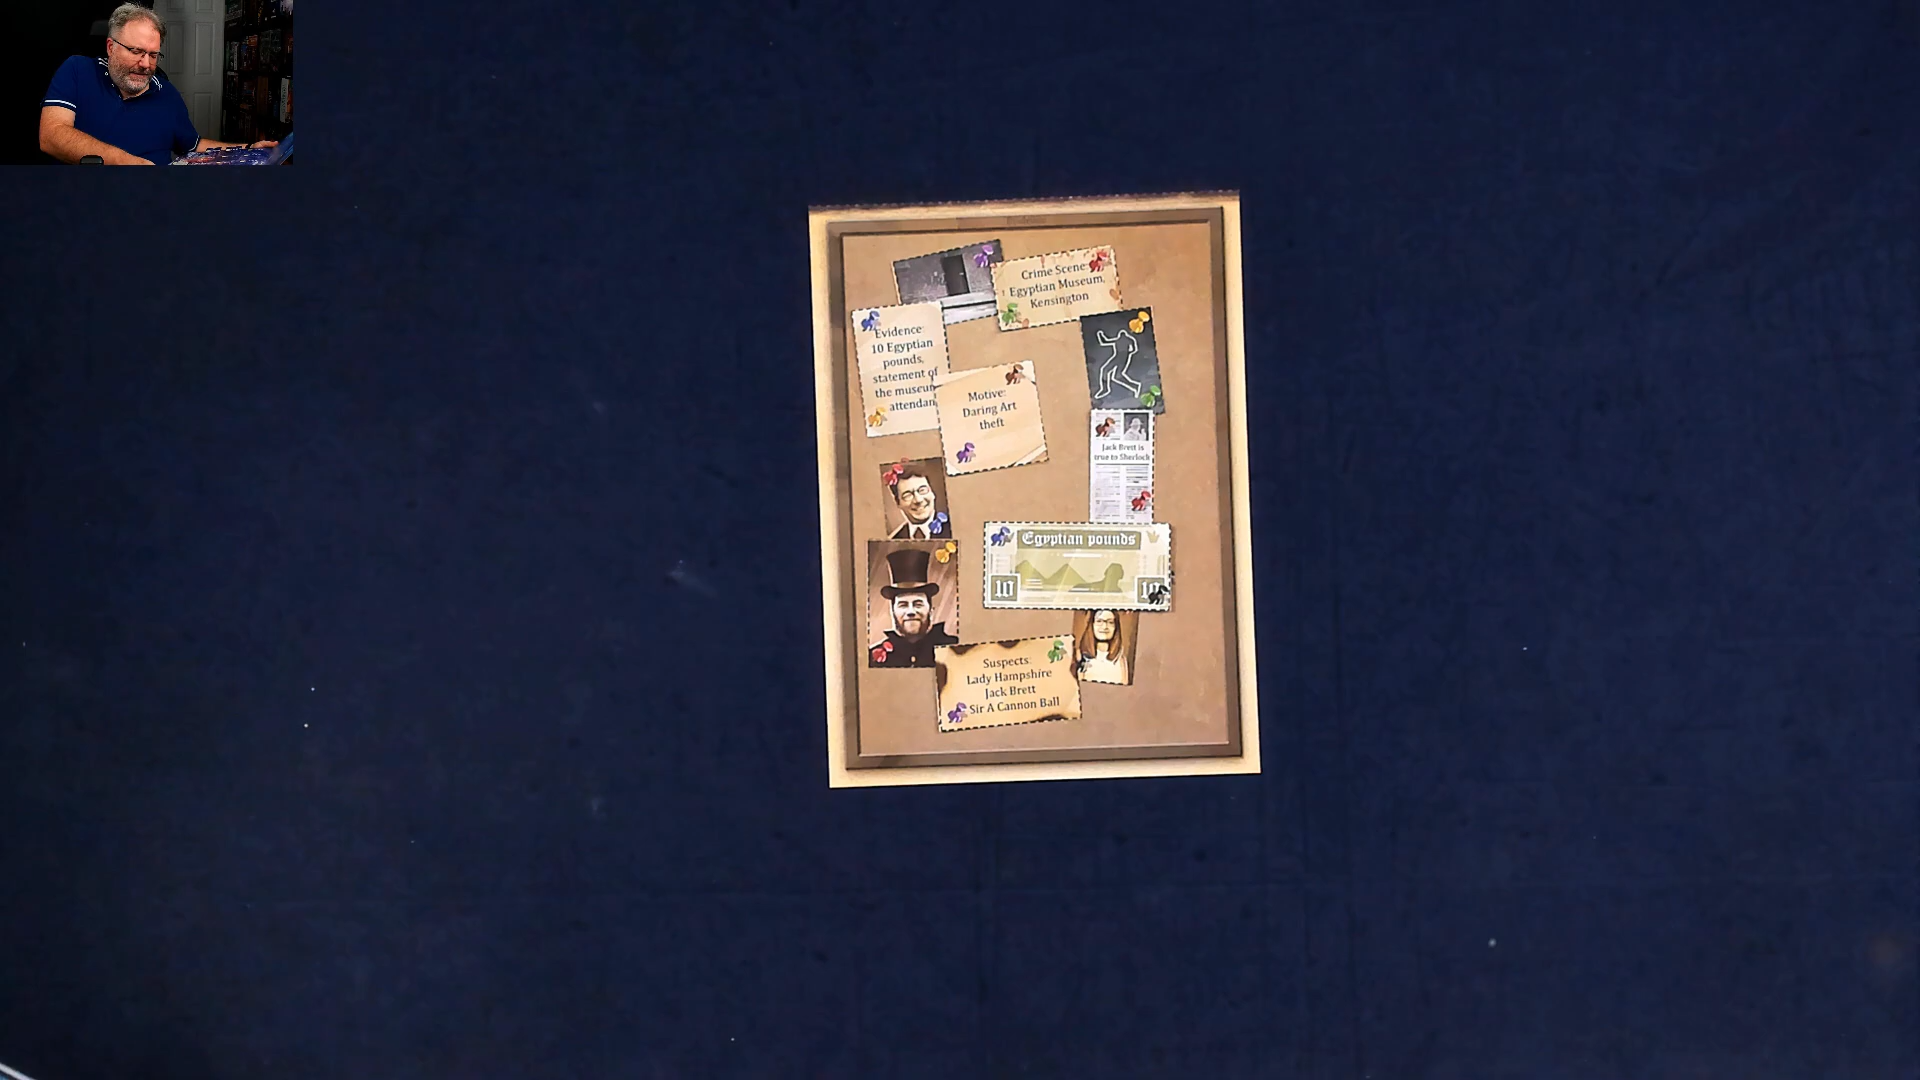 Crime Scene:
Egyptian Museum,
Kensington
Evidence:
10 Egyptian
pounds,
statement of
the museum
attendan
Motive:
Daring Art
theft
Jack Brett is
true to Sherlock
Egyptian pounds
10
10
Suspects:
Lady Hampshire
Jack Brett
Sir A Cannon Ball